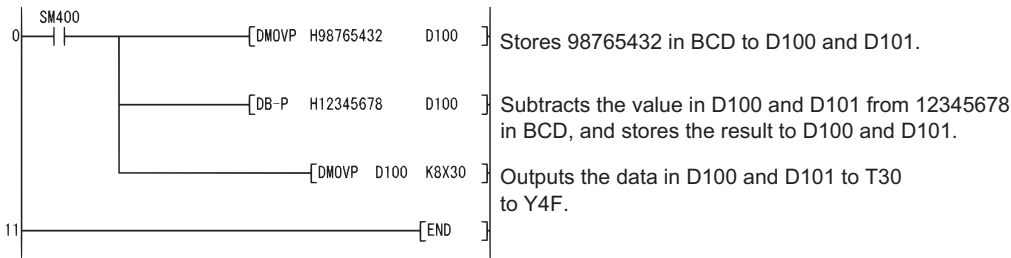 SM400
0 DMOVP H98765432 D100 Stores 98765432 in BCD to D100 and D101.
DB-P H12345678 D100 Subtracts the value in D100 and D101 from 12345678
in BCD, and stores the result to D100 and D101.
DMOVP D100 K8X30 Outputs the data in D100 and D101 to T30
to Y4F.
11 END